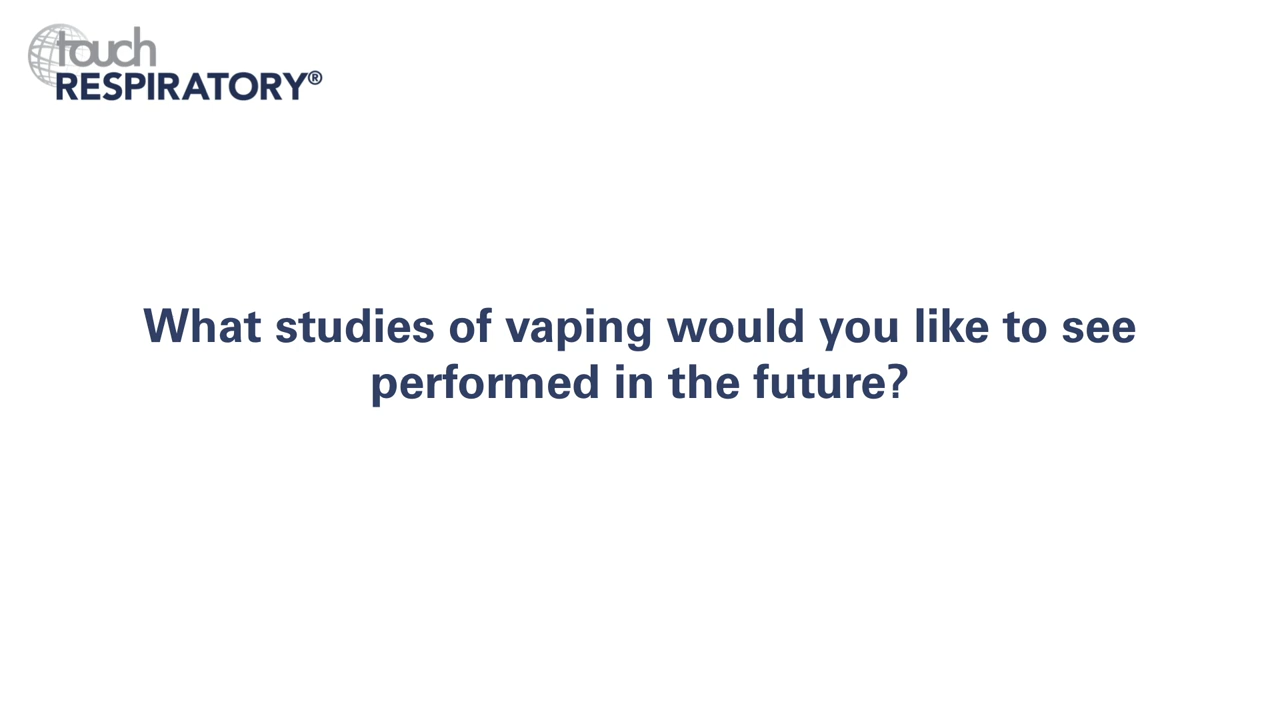 touch
RESPIRATORY®
What studies of vaping would you like to see
performed in the future?